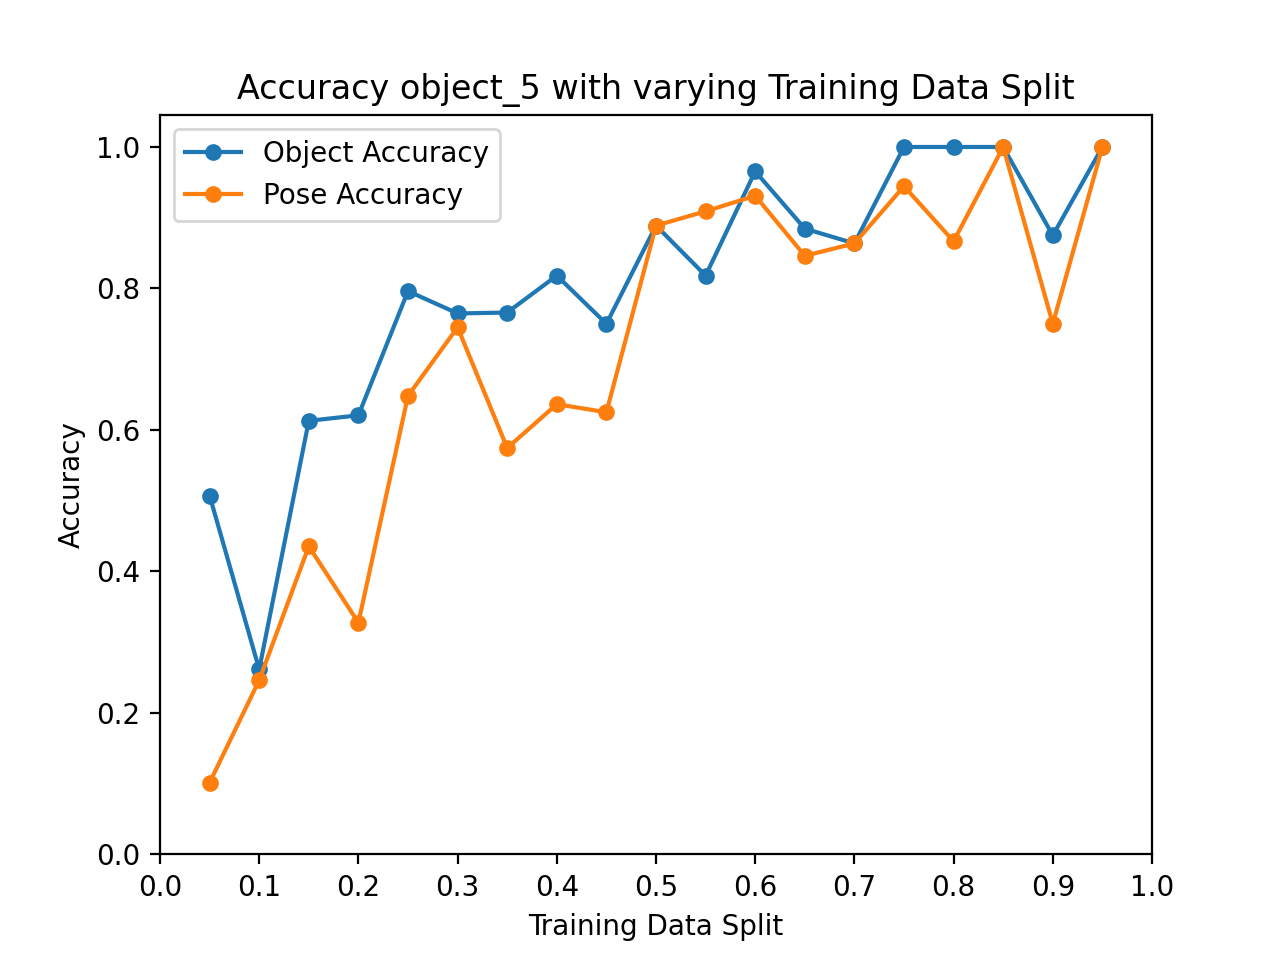 Accuracy object_5 with varying Training Data Split
Object Accuracy
Pose Accuracy
1.0
0.8
0.6
0.4
0.2
0.0
Accuracy
0.0 0.1 0.2 0.3 0.4 0.5 0.6 0.7 0.8 0.9 1.0
Training Data Split